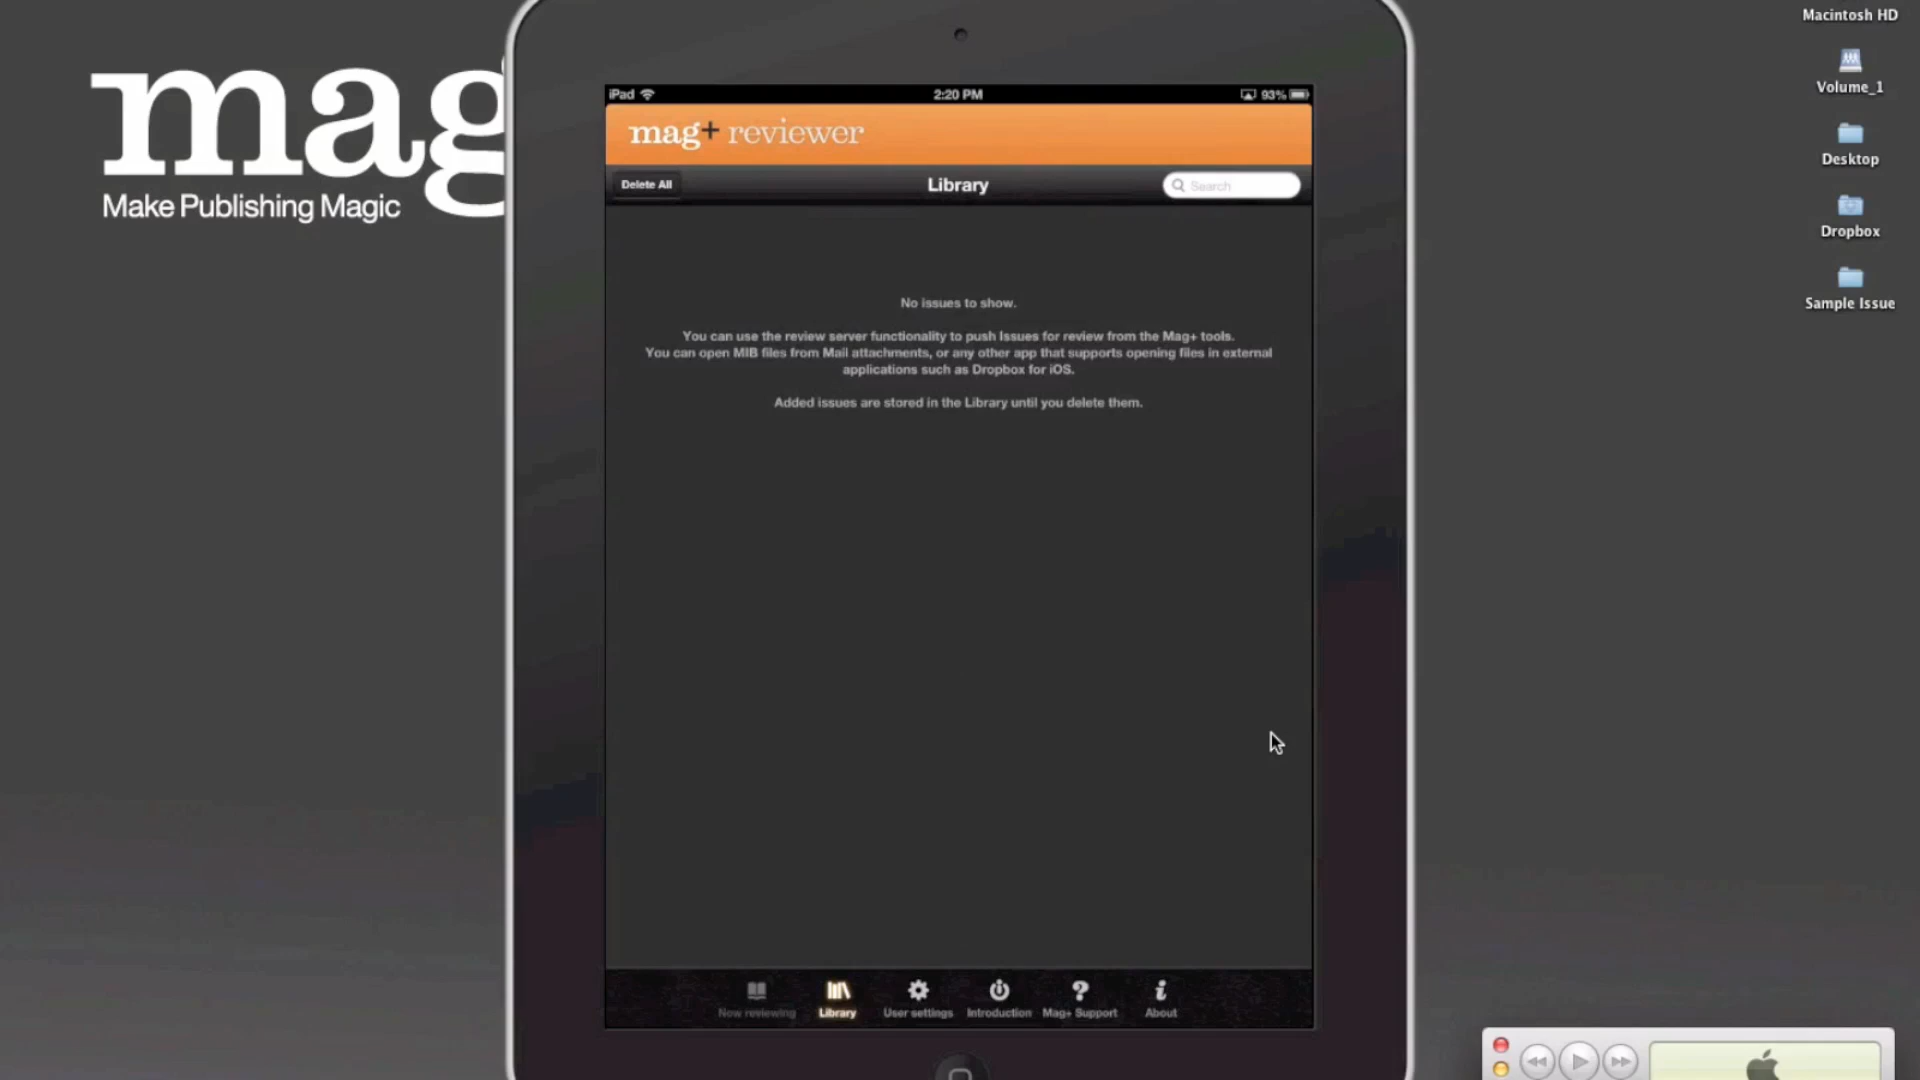 mag
Make Publishing Magic
iPad
2:20 PM
93%
mag+ reviewer
Delete All
Library
Search
No issues to show.
You can use the review server functionality to push Issues for review from the Mag+ tools.
You can open MIB files from Mail attachments, or any other app that supports opening files in external
applications such as Dropbox for iOS.
Added issues are stored in the Library until you delete them.
Now reviewing
Library
User settings
Introduction
Mag+ Support
About
Macintosh HD
Volume_1
Desktop
Dropbox
Sample Issue